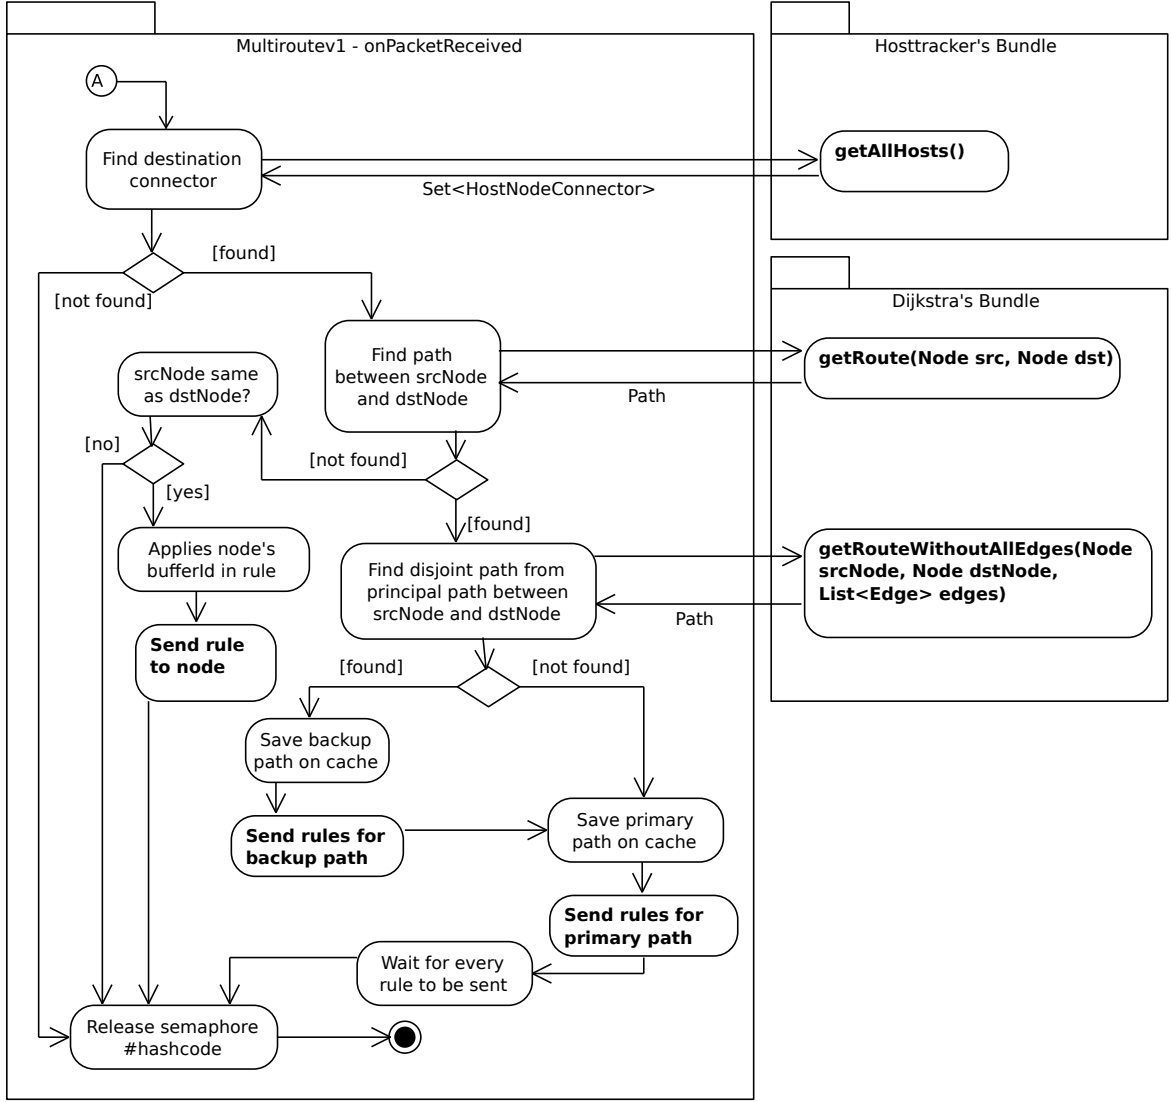 Multiroutev1 - onPacketReceived
Hosttracker's Bundle
A
Find destination
connector
getAllHosts()
Set<HostNodeConnector>
[found]
[not found]
Dijkstra's Bundle
Find path
between srcNode
and dstNode
getRoute(Node src, Node dst)
Path
srcNode same
as dstNode?
[no]
[not found]
[yes]
[found]
Applies node's
bufferId in rule
Find disjoint path from
principal path between
srcNode and dstNode
getRouteWithoutAllEdges(Node
srcNode, Node dstNode,
List<Edge> edges)
Path
Send rule
to node
[found]
[not found]
Save backup
path on cache
Send rules for
backup path
Save primary
path on cache
Send rules for
primary path
Wait for every
rule to be sent
Release semaphore
#hashcode